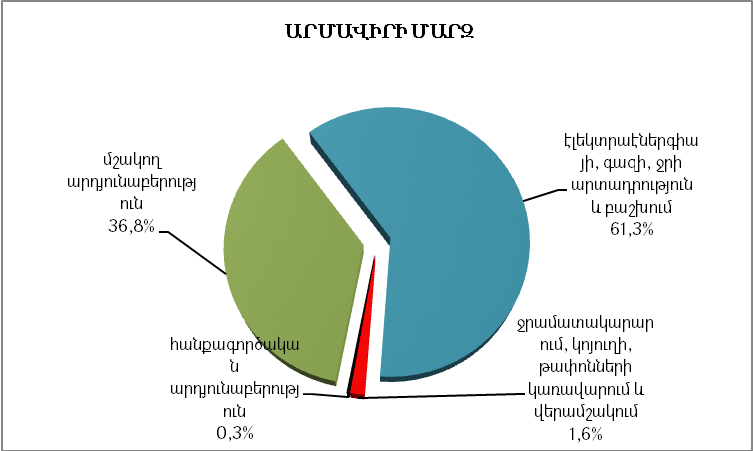 ԱՐՄԱՎԻՐԻ ՄԱՐԶ
մշակող
արդյունաբերությ
ուն
36,8%
էլեկտրաէներգիա
յի, գազի, ջրի
արտադրություն
և բաշխում
61,3%
հանքագործակա
ն
արդյունաբերությ
ուն
0,3%
ջրամատակարար
ում, կոյուղի,
թափոնների
կառավարում և
վերամշակում
1,6%